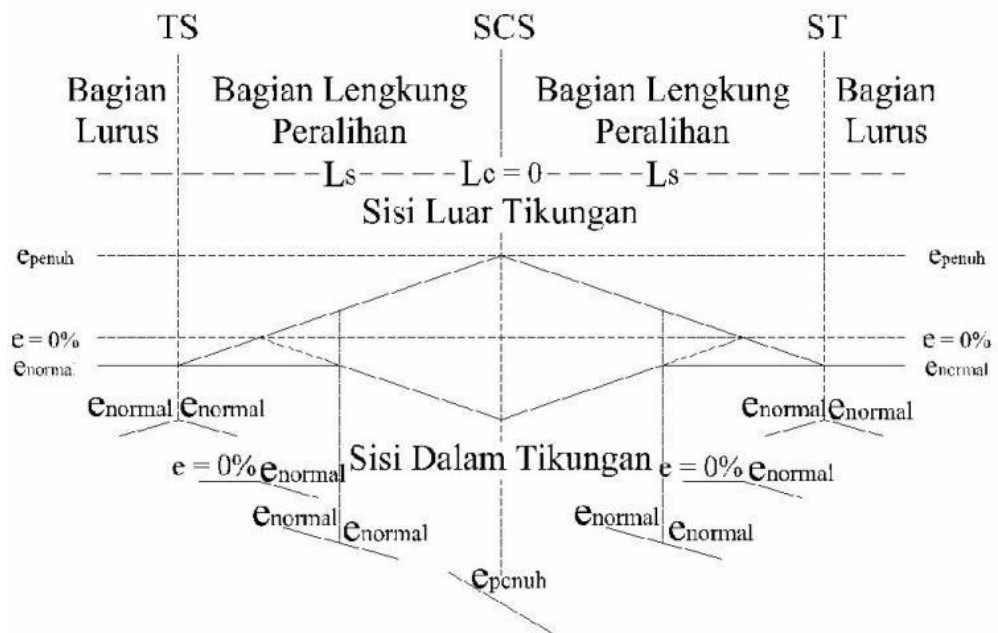 TS SCS ST
Bagian Lurus
Bagian Lengkung Peralihan
Bagian Lengkung Peralihan
Bagian Lurus
Ls Lc = 0 Ls
Sisi Luar Tikungan
epenuh epenuh
e = 0% e = 0%
enormal enormal
enormal enormal enormal enormal
Sisi Dalam Tikungan
e = 0% enormal e = 0% enormal
enormal enormal enormal enormal
epenuh